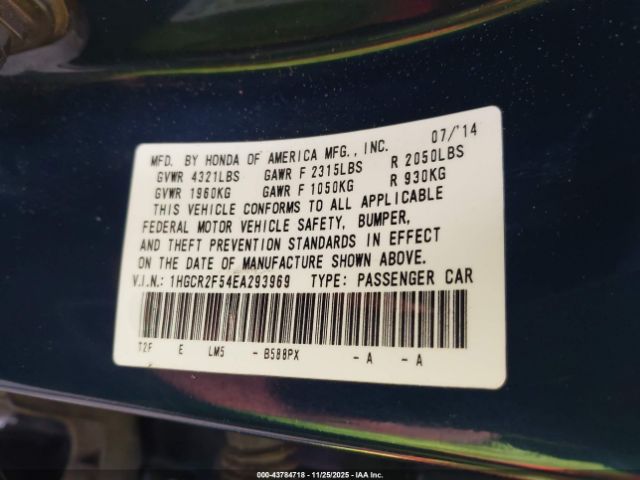 MFD. BY HONDA OF AMERICA MFG., INC. 07/'14
GVWR 4321LBS GAWR F 2315LBS R 2050LBS
GVWR 1960KG GAWR F 1050KG R 930KG
THIS VEHICLE CONFORMS TO ALL APPLICABLE
FEDERAL MOTOR VEHICLE SAFETY, BUMPER,
AND THEFT PREVENTION STANDARDS IN EFFECT
ON THE DATE OF MANUFACTURE SHOWN ABOVE.
V.I.N.: 1HGCR2F54EA293969 TYPE: PASSENGER CAR
T2F E LM5 - B588PX - A - A
000-43784718 | 11/25/2025 | IAA Inc.